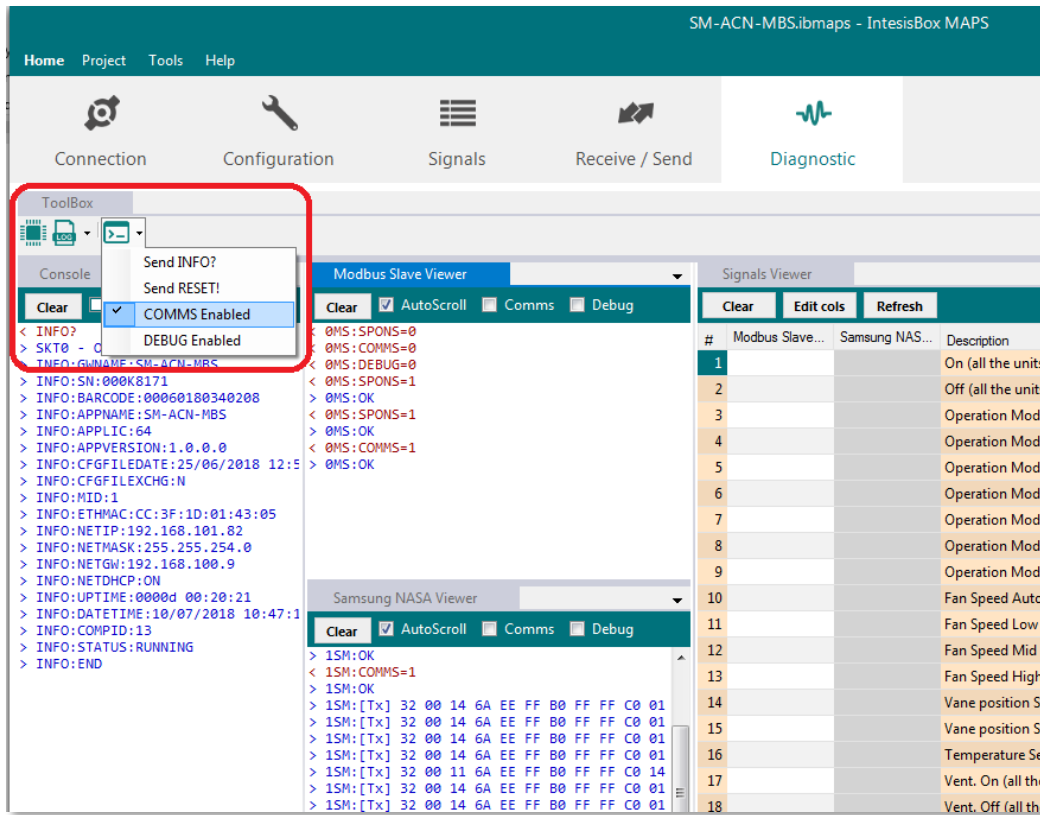 SM-ACN-MBS.ibmaps - IntesisBox MAPS
Home Project Tools Help
Connection Configuration Signals Receive / Send Diagnostic
ToolBox
LOG
Send INFO?
Send RESET!
COMMS Enabled
DEBUG Enabled
Console
Clear
< INFO?
> SKT0 - O
> INFO:GWNAME:SM-ACN-MBS
> INFO:SN:000K8171
> INFO:BARCODE:00060180340208
> INFO:APPNAME:SM-ACN-MBS
> INFO:APPLIC:64
> INFO:APPVERSION:1.0.0.0
> INFO:CFGFILEDATE:25/06/2018 12:5
> INFO:CFGFILEXCHG:N
> INFO:MID:1
> INFO:ETHMAC:CC:3F:1D:01:43:05
> INFO:NETIP:192.168.101.82
> INFO:NETMASK:255.255.254.0
> INFO:NETGW:192.168.100.9
> INFO:NETDHCP:ON
> INFO:UPTIME:0000d 00:20:21
> INFO:DATETIME:10/07/2018 10:47:1
> INFO:COMPID:13
> INFO:STATUS:RUNNING
> INFO:END
Modbus Slave Viewer
Clear AutoScroll Comms Debug
< 0MS:SPONS=0
< 0MS:COMMS=0
< 0MS:DEBUG=0
< 0MS:SPONS=1
> 0MS:OK
< 0MS:SPONS=1
> 0MS:OK
< 0MS:COMMS=1
> 0MS:OK
Samsung NASA Viewer
Clear AutoScroll Comms Debug
> 1SM:OK
< 1SM:COMMS=1
> 1SM:OK
> 1SM:[Tx] 32 00 14 6A EE FF B0 FF FF C0 01
> 1SM:[Tx] 32 00 14 6A EE FF B0 FF FF C0 01
> 1SM:[Tx] 32 00 14 6A EE FF B0 FF FF C0 01
> 1SM:[Tx] 32 00 14 6A EE FF B0 FF FF C0 01
> 1SM:[Tx] 32 00 11 6A EE FF B0 FF FF C0 14
> 1SM:[Tx] 32 00 14 6A EE FF B0 FF FF C0 01
> 1SM:[Tx] 32 00 14 6A EE FF B0 FF FF C0 01
Signals Viewer
Clear Edit cols Refresh
# Modbus Slave... Samsung NAS... Description
1 On (all the units
2 Off (all the unit
3 Operation Mod
4 Operation Mod
5 Operation Mod
6 Operation Mod
7 Operation Mod
8 Operation Mod
9 Operation Mod
10 Fan Speed Auto
11 Fan Speed Low
12 Fan Speed Mid
13 Fan Speed High
14 Vane position S
15 Vane position S
16 Temperature Se
17 Vent. On (all the
18 Vent. Off (all th